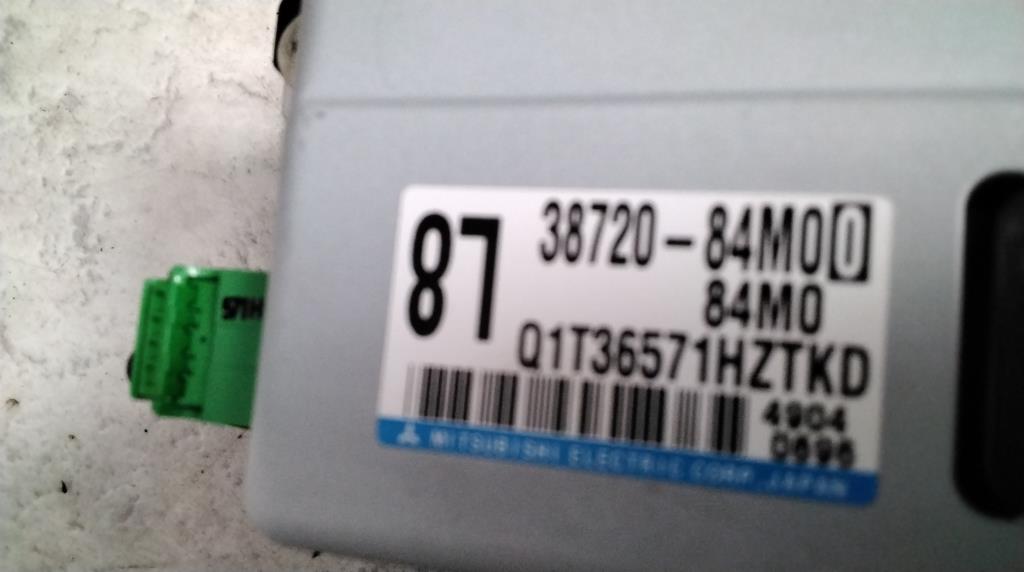 87
38720-84M00
84M0
Q1T36571HZTKD
4904
0696
MITSUBISHI ELECTRIC CORP. JAPAN